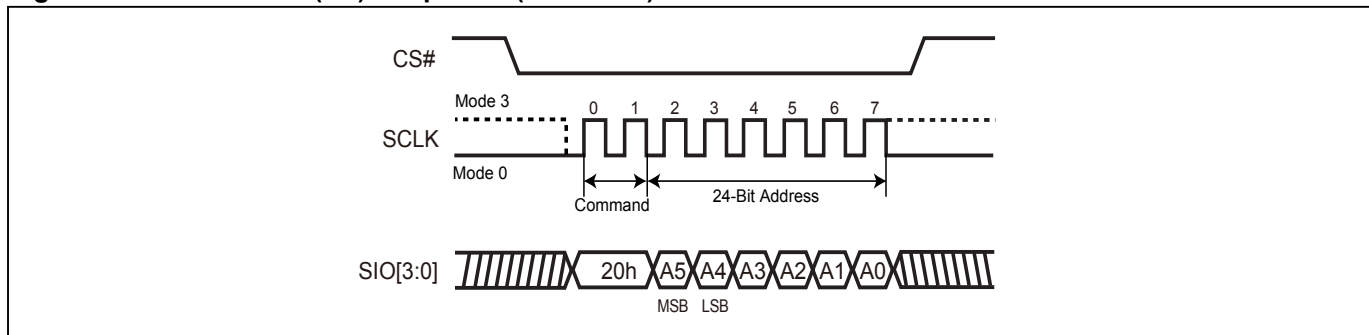 CS#
Mode 3
0 1 2 3 4 5 6 7
SCLK
Mode 0
Command
24-Bit Address
SIO[3:0]
20h A5 A4 A3 A2 A1 A0
MSB LSB